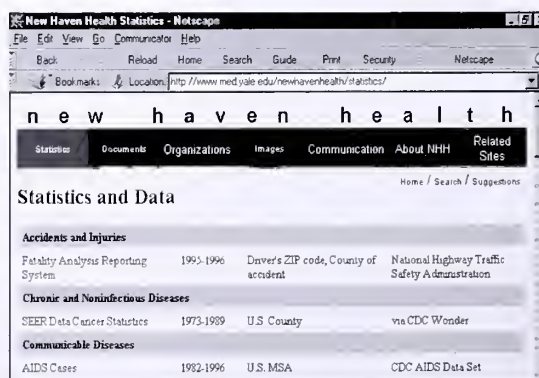 New Haven Health Statistics - Netscape
File Edit View Go Communicator Help
Back Reload Home Search Guide Print Security Netscape
Bookmarks Location: http://www.med.yale.edu/newhavenhealth/statistics/
new haven health
Statistics Documents Organizations Images Communication About NHH Related Sites
Home / Search / Suggestions
Statistics and Data
Accidents and Injuries
Fatality Analysis Reporting System 1995-1996 Driver's ZIP code, County of accident National Highway Traffic Safety Administration
Chronic and Noninfectious Diseases
SEER Data Cancer Statistics 1973-1989 U.S. County via CDC Wonder
Communicable Diseases
AIDS Cases 1982-1996 U.S. MSA CDC AIDS Data Set